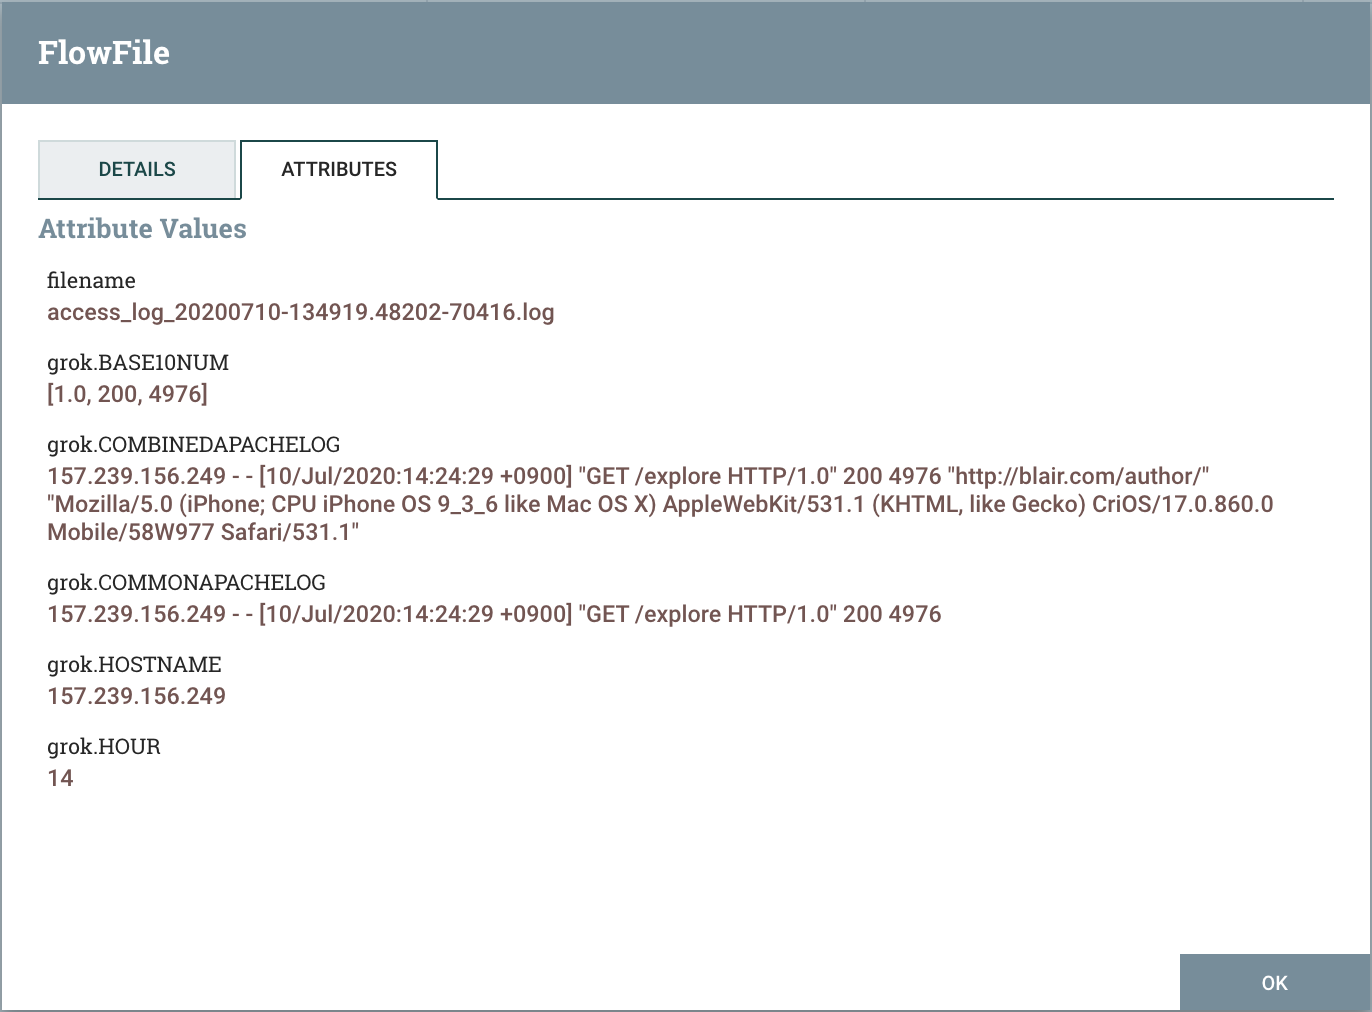 FlowFile
DETAILS
ATTRIBUTES
Attribute Values
filename
access_log_20200710-134919.48202-70416.log
grok.BASE10NUM
[1.0, 200, 4976]
grok.COMBINEDAPACHELOG
157.239.156.249 - - [10/Jul/2020:14:24:29 +0900] "GET /explore HTTP/1.0" 200 4976 "http://blair.com/author/"
"Mozilla/5.0 (iPhone; CPU iPhone OS 9_3_6 like Mac OS X) AppleWebKit/531.1 (KHTML, like Gecko) CriOS/17.0.860.0
Mobile/58W977 Safari/531.1"
grok.COMMONAPACHELOG
157.239.156.249 - - [10/Jul/2020:14:24:29 +0900] "GET /explore HTTP/1.0" 200 4976
grok.HOSTNAME
157.239.156.249
grok.HOUR
14
OK